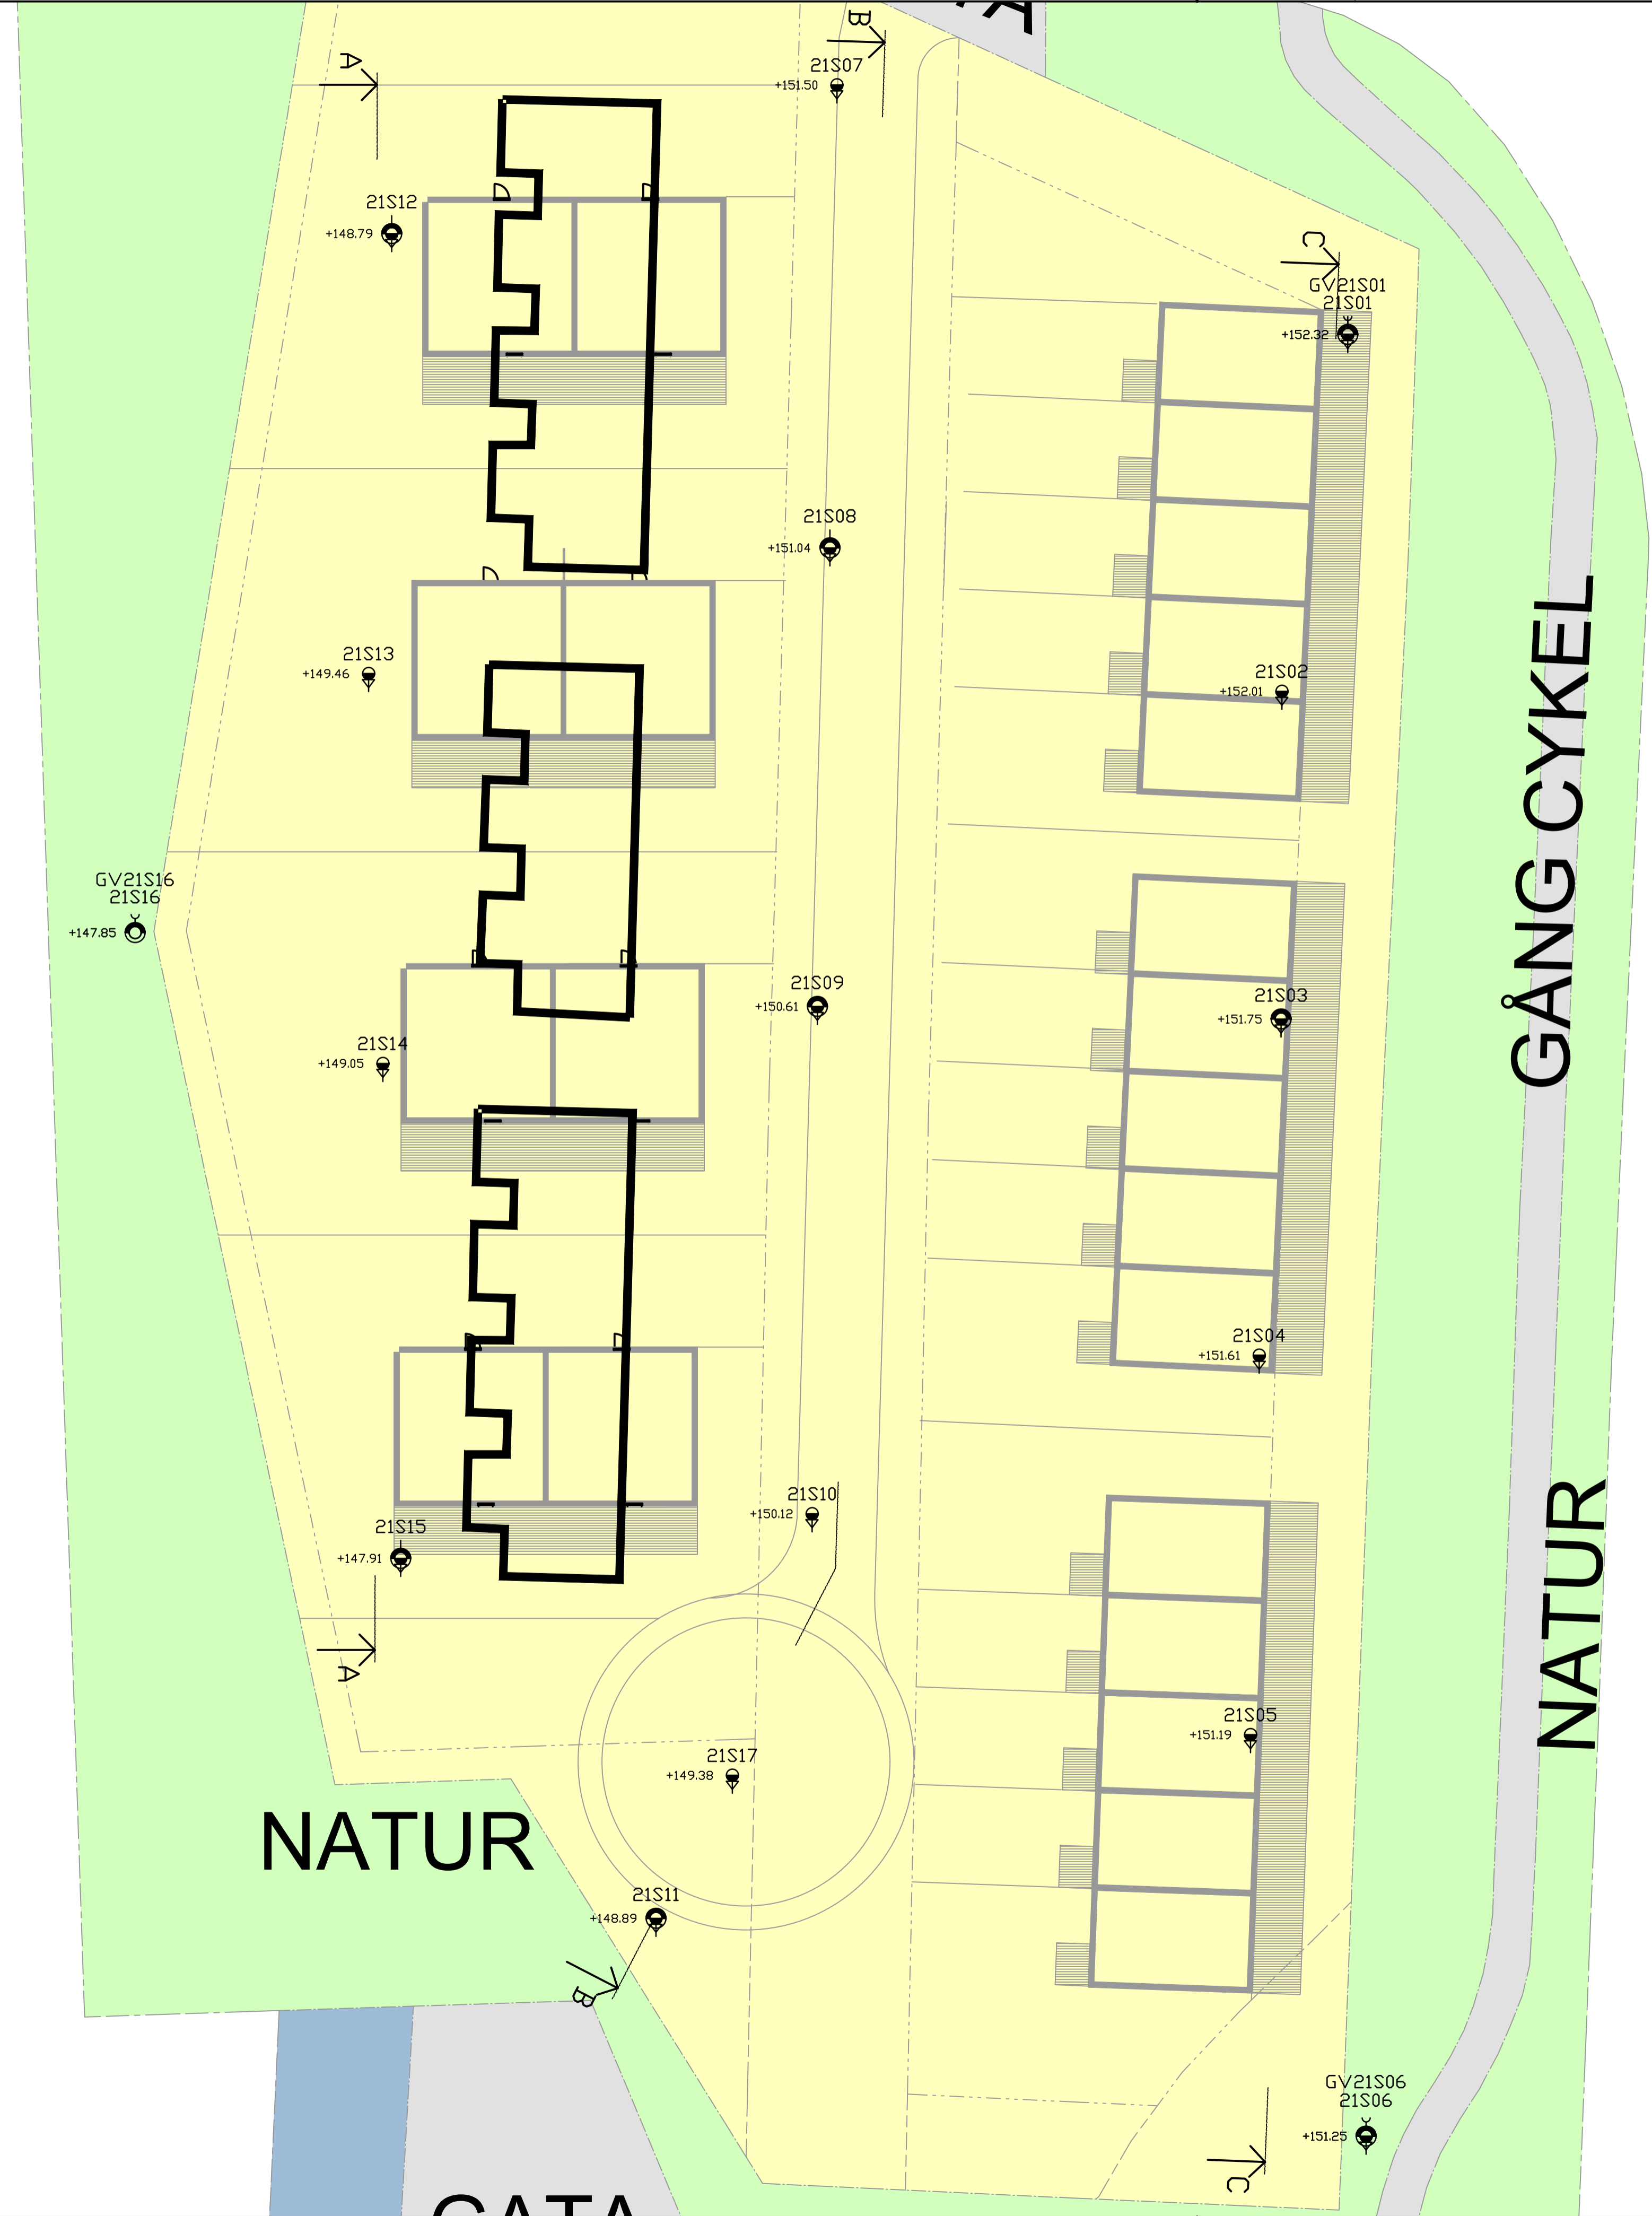 TA
B
A
21S07
+151.50
21S12
+148.79
C
GV21S01
21S01
+152.32
21S08
+151.04
21S13
+149.46
21S02
+152.01
GÅNG CYKEL
GV21S16
21S16
+147.85
21S09
+150.61
21S03
+151.75
21S14
+149.05
21S04
+151.61
21S10
+150.12
21S15
+147.91
NATUR
A
21S05
+151.19
21S17
+149.38
NATUR
21S11
+148.89
B
GV21S06
21S06
+151.25
C
GATA